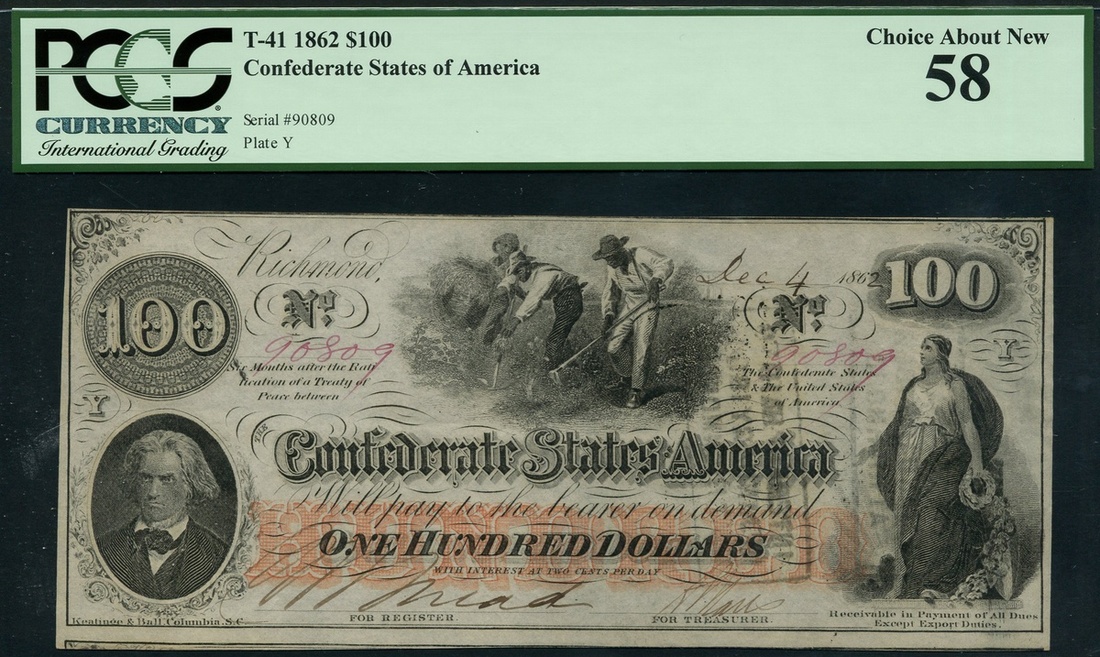 PCGS
CURRENCY
International Grading
T-41 1862 $100
Confederate States of America
Serial #90809
Plate Y
Choice About New
58
Richmond,
Dec 4 1862
100
100
No
No
90809
90809
Six Months after the Rati
fication of a Treaty of
Peace between
The Confederate States
& The United States
of America
Y
Y
THE
Confederate States America
Will pay to the bearer on demand
HUNDRED
ONE HUNDRED DOLLARS
WITH INTEREST AT TWO CENTS PER DAY
FOR REGISTER.
FOR TREASURER.
Keatinge & Ball, Columbia, S.C.
Receivable in Payment of All Dues
Except Export Duties.